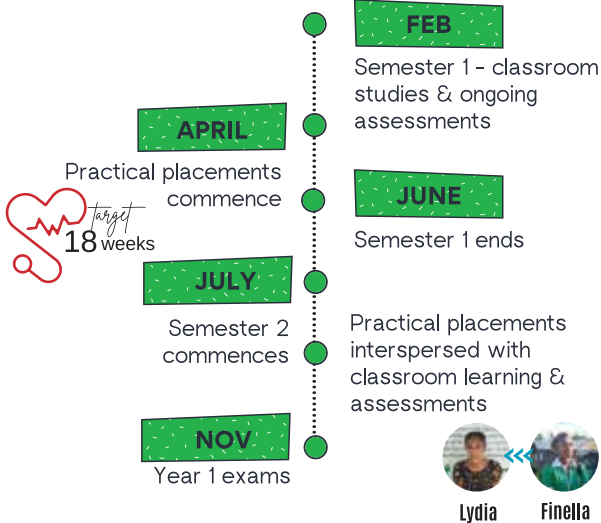 FEB
Semester 1 - classroom
studies & ongoing
assessments
APRIL
Practical placements
commence
target
18 weeks
JUNE
Semester 1 ends
JULY
Semester 2
commences
Practical placements
interspersed with
classroom learning &
assessments
NOV
Year 1 exams
Lydia
Finella